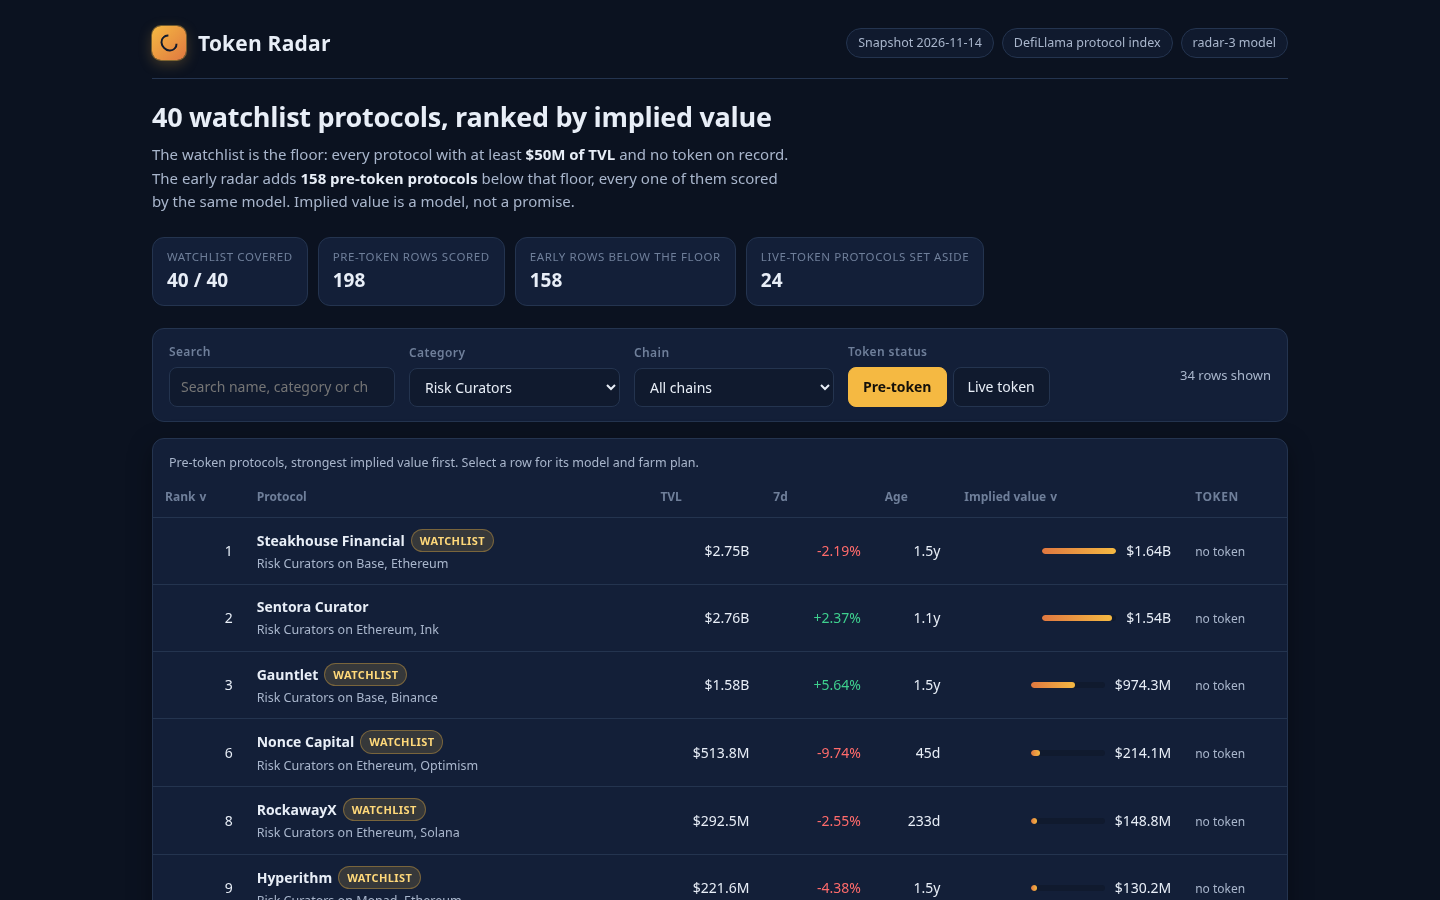 Token Radar
Snapshot 2026-11-14
DefiLlama protocol index
radar-3 model
40 watchlist protocols, ranked by implied value
The watchlist is the floor: every protocol with at least $50M of TVL and no token on record.
The early radar adds 158 pre-token protocols below that floor, every one of them scored
by the same model. Implied value is a model, not a promise.
WATCHLIST COVERED
40 / 40
PRE-TOKEN ROWS SCORED
198
EARLY ROWS BELOW THE FLOOR
158
LIVE-TOKEN PROTOCOLS SET ASIDE
24
Search
Search name, category or ch
Category
Risk Curators
Chain
All chains
Token status
Pre-token
Live token
34 rows shown
Pre-token protocols, strongest implied value first. Select a row for its model and farm plan.
Rank v Protocol TVL 7d Age Implied value v TOKEN
1 Steakhouse Financial WATCHLIST $2.75B -2.19% 1.5y $1.64B no token
Risk Curators on Base, Ethereum
2 Sentora Curator $2.76B +2.37% 1.1y $1.54B no token
Risk Curators on Ethereum, Ink
3 Gauntlet WATCHLIST $1.58B +5.64% 1.5y $974.3M no token
Risk Curators on Base, Binance
6 Nonce Capital WATCHLIST $513.8M -9.74% 45d $214.1M no token
Risk Curators on Ethereum, Optimism
8 RockawayX WATCHLIST $292.5M -2.55% 233d $148.8M no token
Risk Curators on Ethereum, Solana
9 Hyperithm WATCHLIST $221.6M -4.38% 1.5y $130.2M no token
Risk Curators on Monad, Ethereum